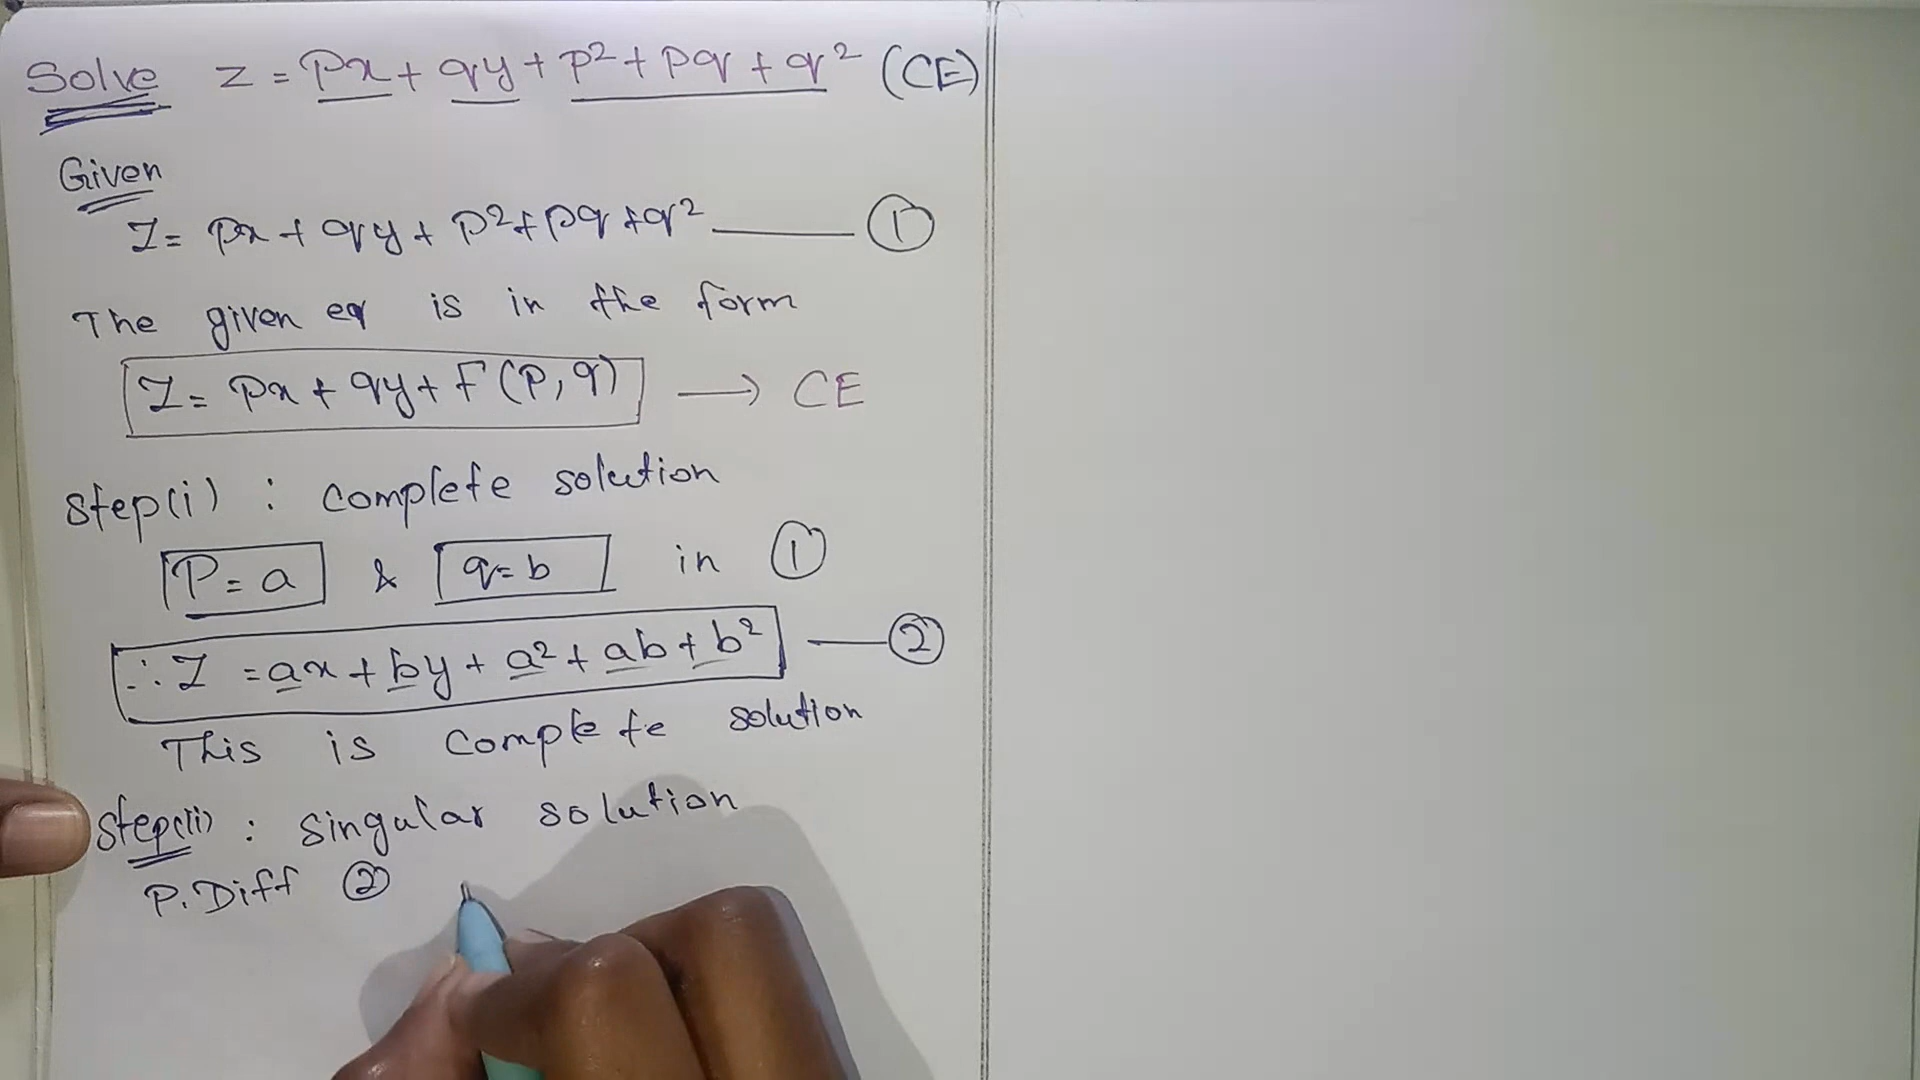 Solve z = px + qy + p² + pq + q² (CE)
Given
Z = px + qy + p² + pq + q² —— ①
The given eq is in the form
Z = px + qy + F(P, q) → CE
step(i) : complete solution
P = a & q = b in ①
∴ Z = ax + by + a² + ab + b² —— ②
This is complete solution
step(ii) : singular solution
P. Diff ②